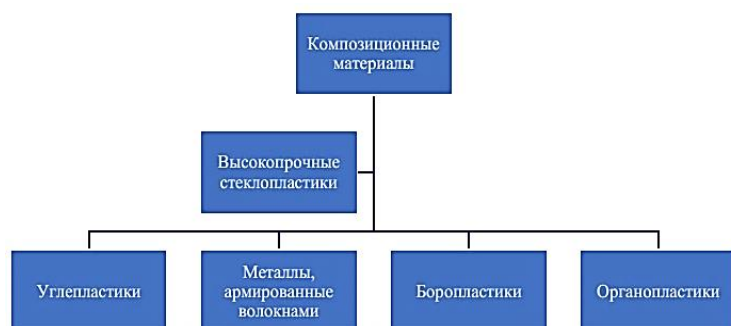 Композиционные
материалы
Высокопрочные
стеклопластики
Углепластики
Металлы,
армированные
волокнами
Боропластики
Органопластики